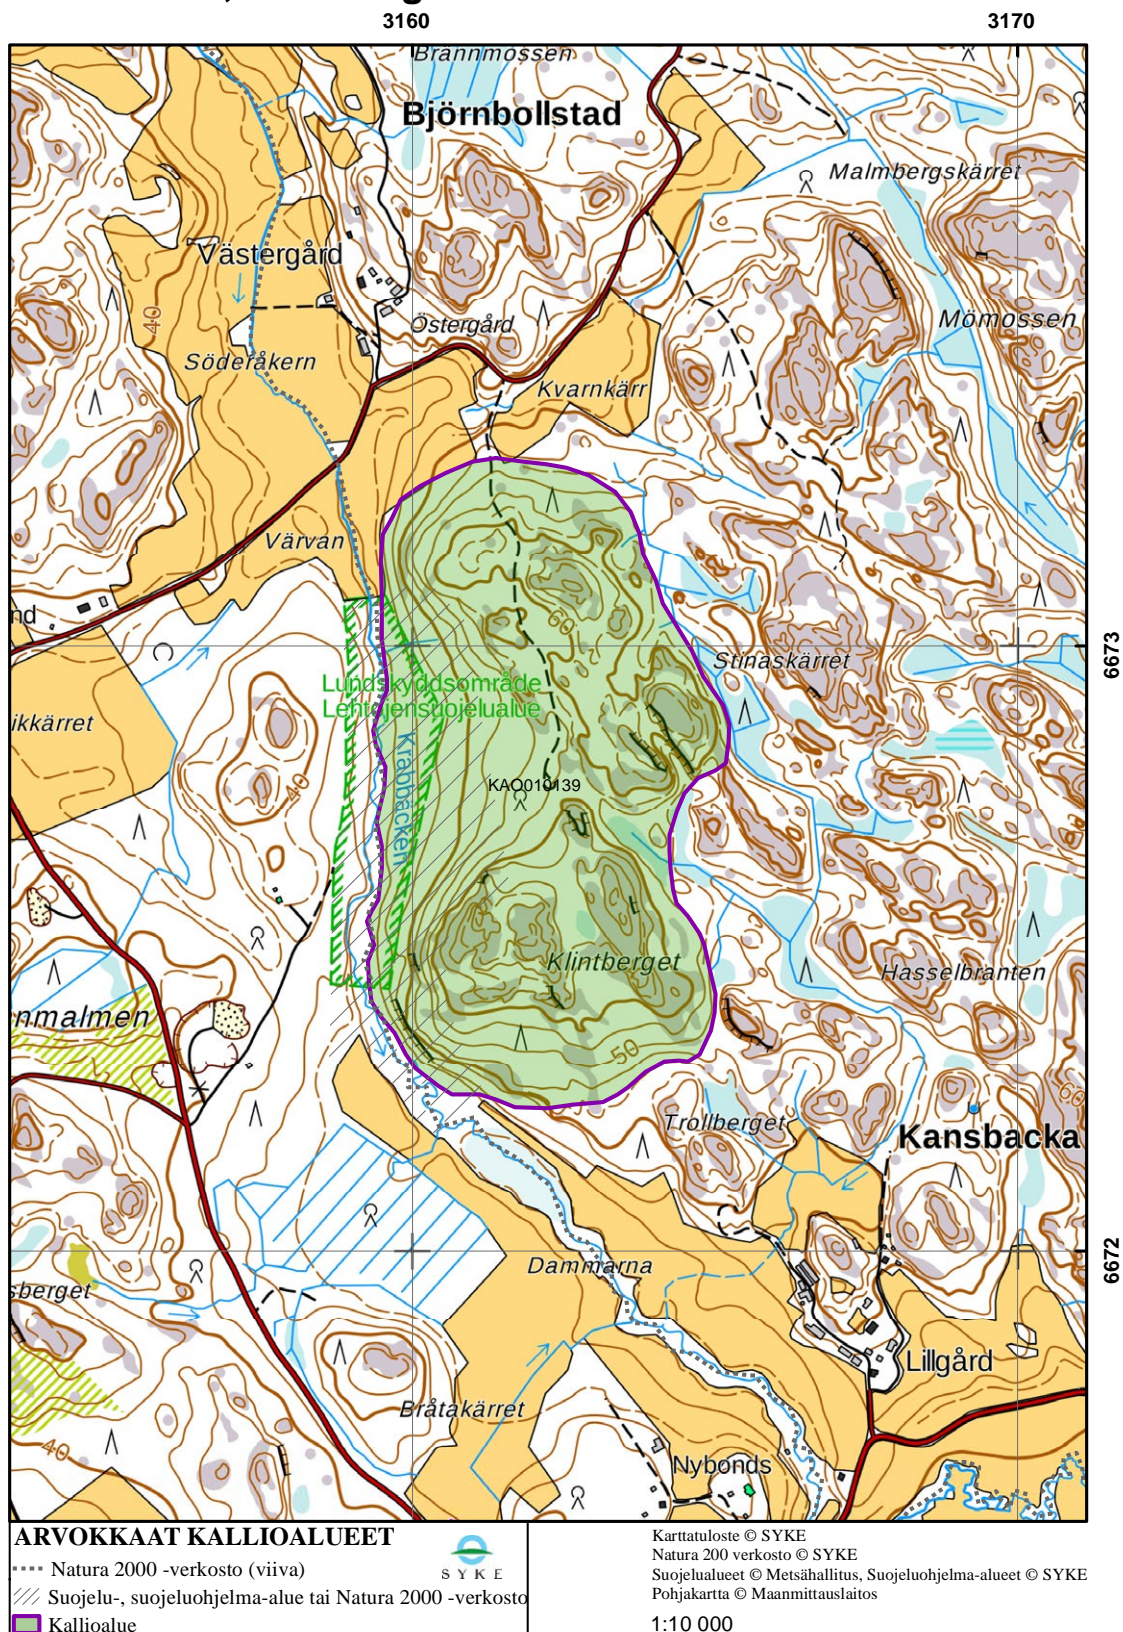 3160
3170
Brännmossen
Björnbollstad
Malmbergskärret
Västergård
40
Östergård
Mömossen
Söderåkern
Kvarnkärr
Värvan
nd
60
6673
Stinaskärret
Lundskyddsområde
Lehtojensuojelualue
ikkärret
Krabbäcken
40
KAO010139
Klintberget
Hasselbranten
nmalmen
50
60
Trollberget
Kansbacka
6672
Dammarna
sberget
Lillgård
Bråtakärret
40
Nybonds
ARVOKKAAT KALLIOALUEET
SYKE
Natura 2000 -verkosto (viiva)
Suojelu-, suojeluohjelma-alue tai Natura 2000 -verkosto
Kallioalue
Karttatuloste © SYKE
Natura 200 verkosto © SYKE
Suojelualueet © Metsähallitus, Suojeluohjelma-alueet © SYKE
Pohjakartta © Maanmittauslaitos
1:10 000